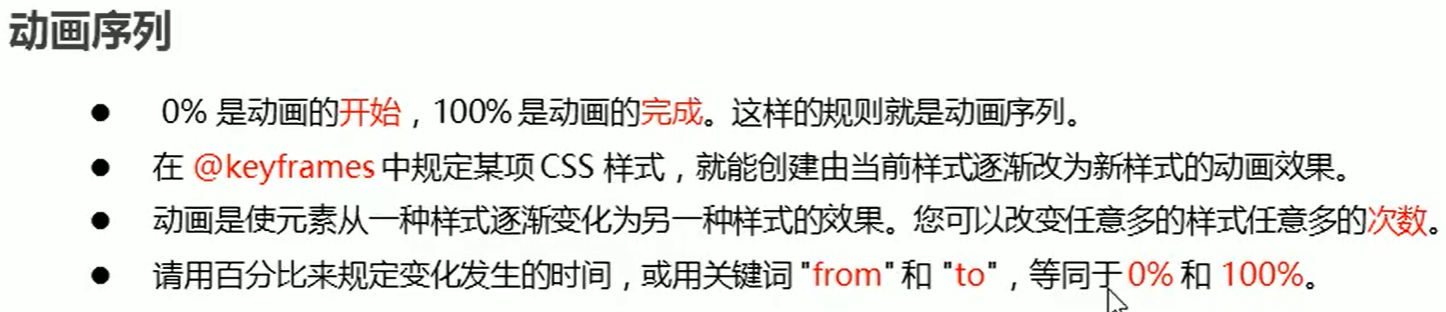 动画序列
● 0% 是动画的开始，100% 是动画的完成。这样的规则就是动画序列。
● 在 @keyframes 中规定某项 CSS 样式，就能创建由当前样式逐渐改为新样式的动画效果。
● 动画是使元素从一种样式逐渐变化为另一种样式的效果。您可以改变任意多的样式任意多的次数。
● 请用百分比来规定变化发生的时间，或用关键词 "from" 和 "to"，等同于 0% 和 100%。